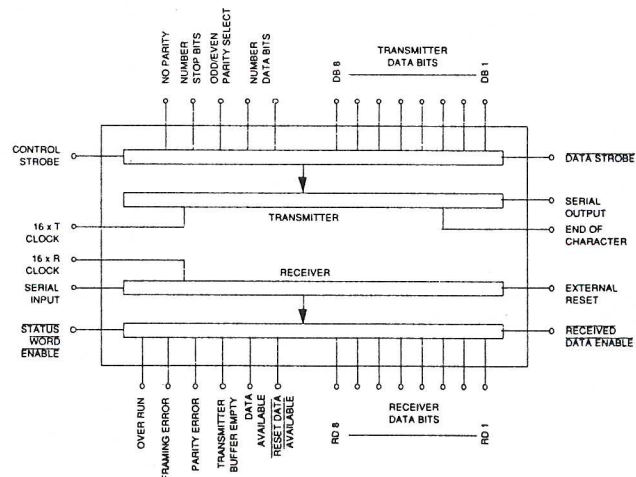 NO PARITY
NUMBER
STOP BITS
ODD/EVEN
PARITY SELECT
NUMBER
DATA BITS
DB 8
TRANSMITTER
DATA BITS
DB 1
CONTROL
STROBE
DATA STROBE
TRANSMITTER
SERIAL
OUTPUT
16 x T
CLOCK
END OF
CHARACTER
16 x R
CLOCK
RECEIVER
SERIAL
INPUT
EXTERNAL
RESET
STATUS
WORD
ENABLE
RECEIVED
DATA ENABLE
OVER RUN
FRAMING ERROR
PARITY ERROR
TRANSMITTER
BUFFER EMPTY
DATA
AVAILABLE
RESET DATA
AVAILABLE
RD 8
RECEIVER
DATA BITS
RD 1